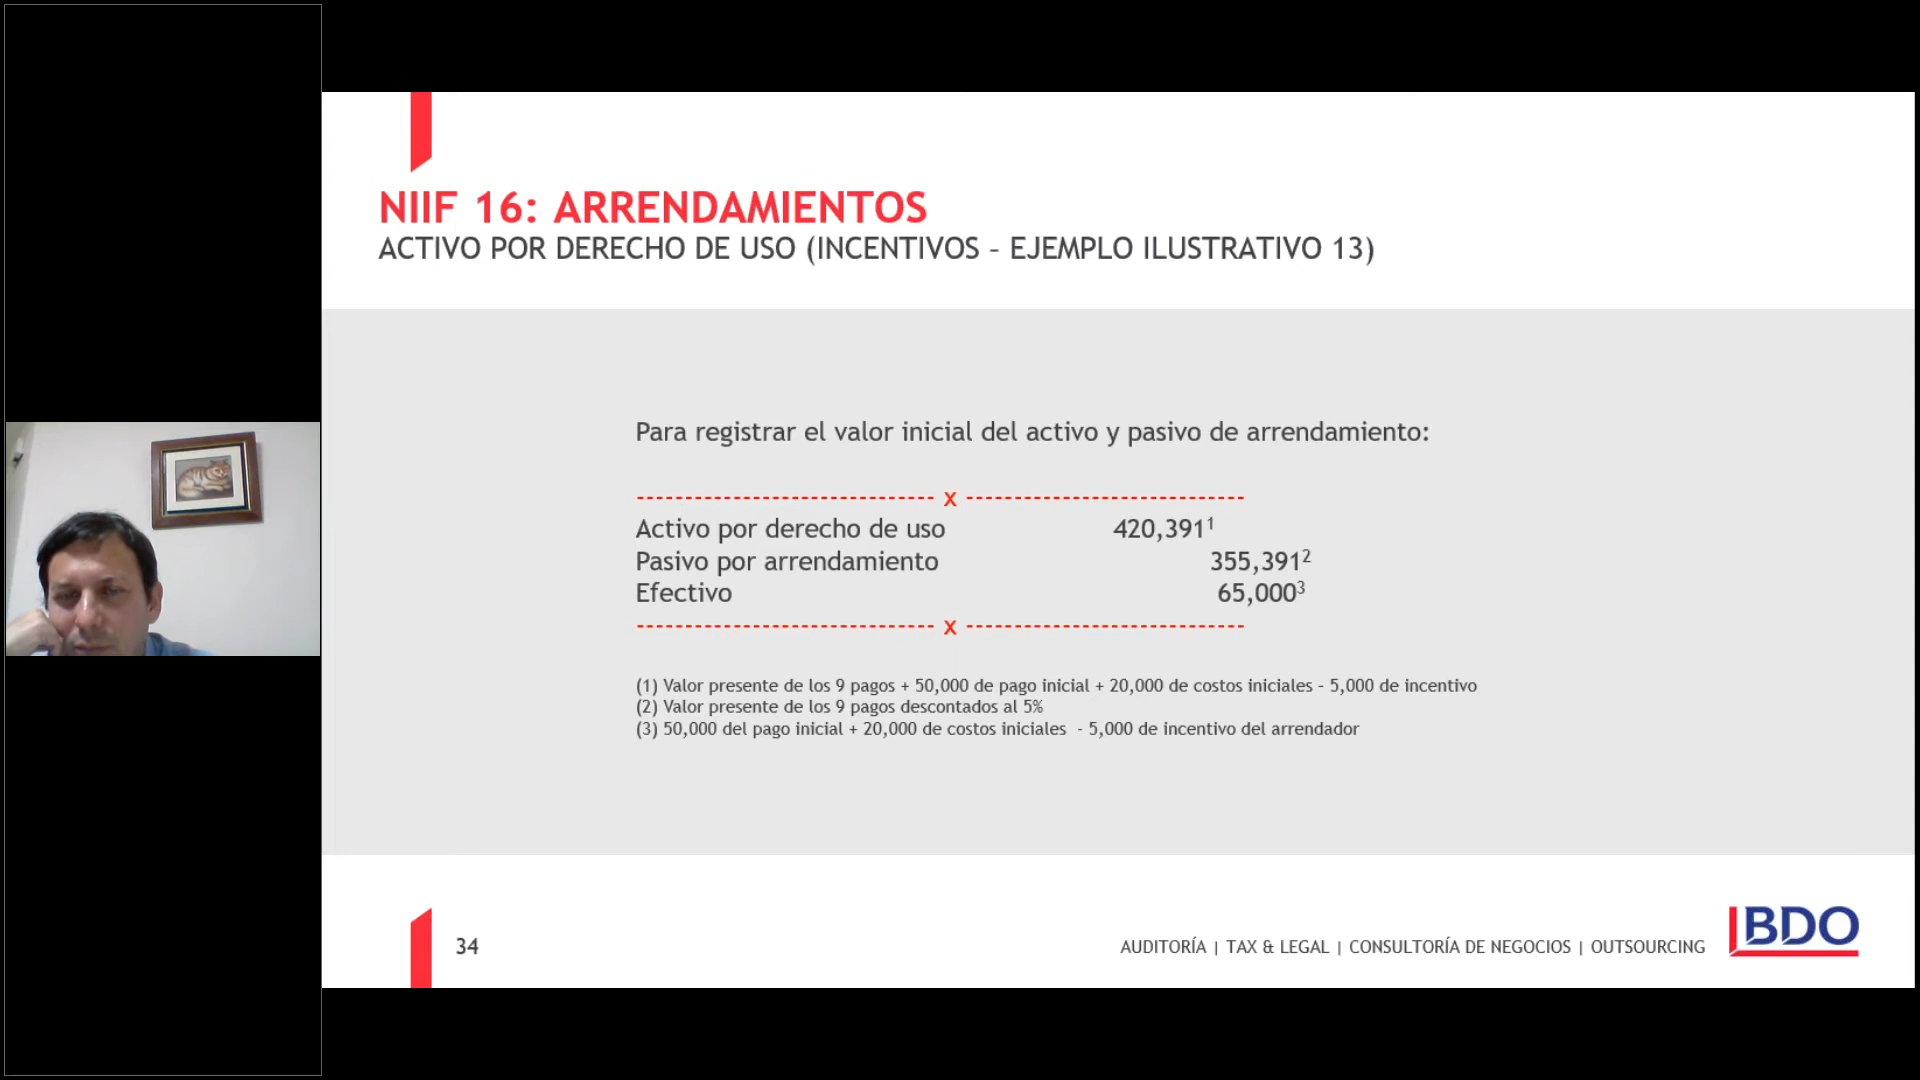 NIIF 16: ARRENDAMIENTOS
ACTIVO POR DERECHO DE USO (INCENTIVOS – EJEMPLO ILUSTRATIVO 13)
Para registrar el valor inicial del activo y pasivo de arrendamiento:
------------------------------- x -----------------------------
Activo por derecho de uso 420,391¹
Pasivo por arrendamiento 355,391²
Efectivo 65,000³
------------------------------- x -----------------------------
(1) Valor presente de los 9 pagos + 50,000 de pago inicial + 20,000 de costos iniciales – 5,000 de incentivo
(2) Valor presente de los 9 pagos descontados al 5%
(3) 50,000 del pago inicial + 20,000 de costos iniciales - 5,000 de incentivo del arrendador
34
AUDITORÍA | TAX & LEGAL | CONSULTORÍA DE NEGOCIOS | OUTSOURCING
BDO